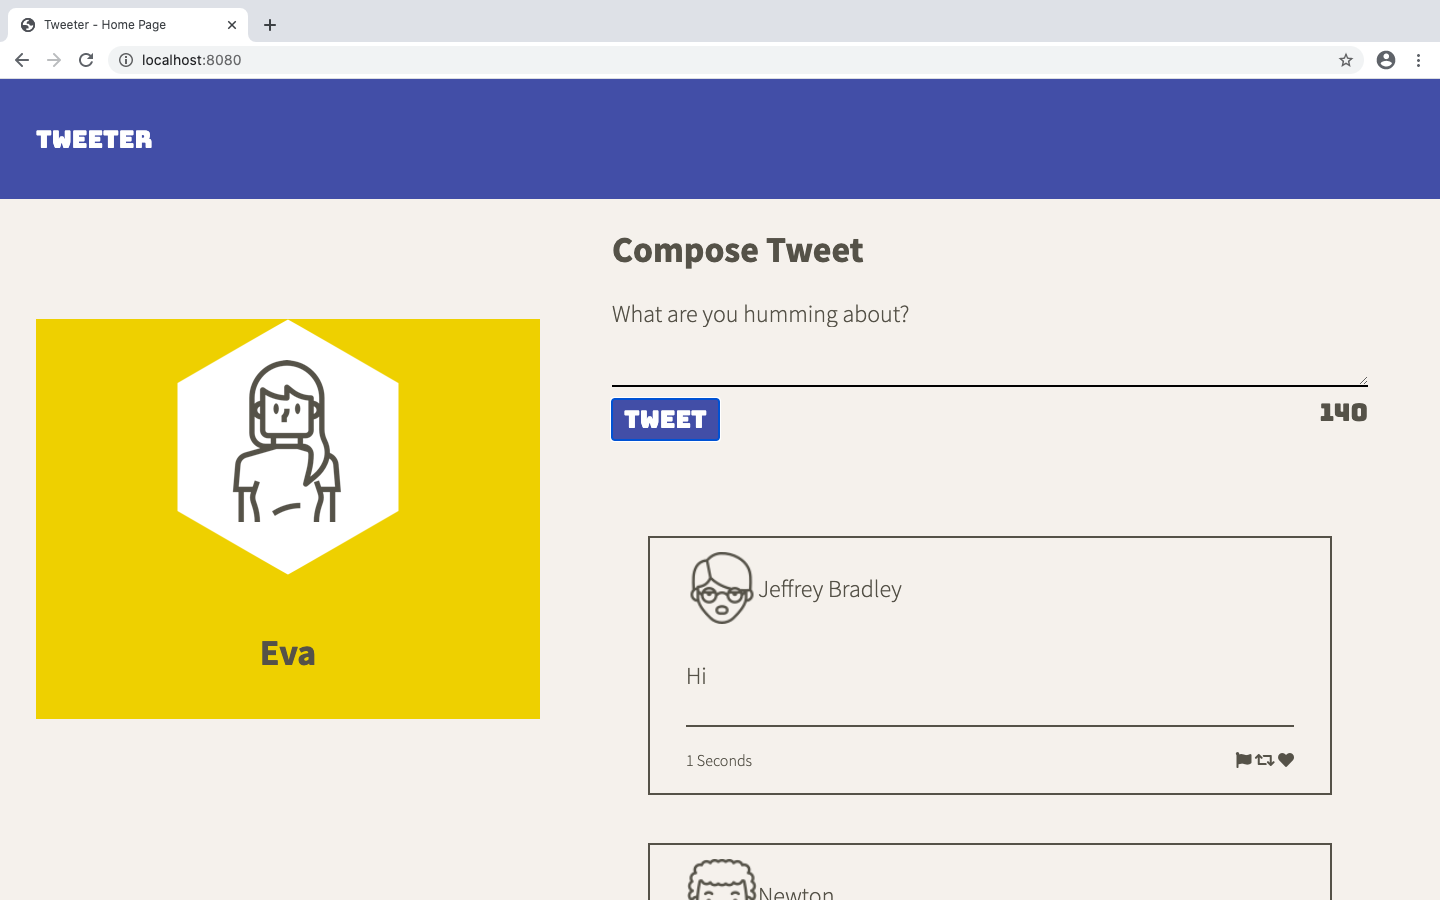 Tweeter - Home Page
localhost:8080
TWEETER
Compose Tweet
What are you humming about?
TWEET
140
Eva
Jeffrey Bradley
Hi
1 Seconds
Newton